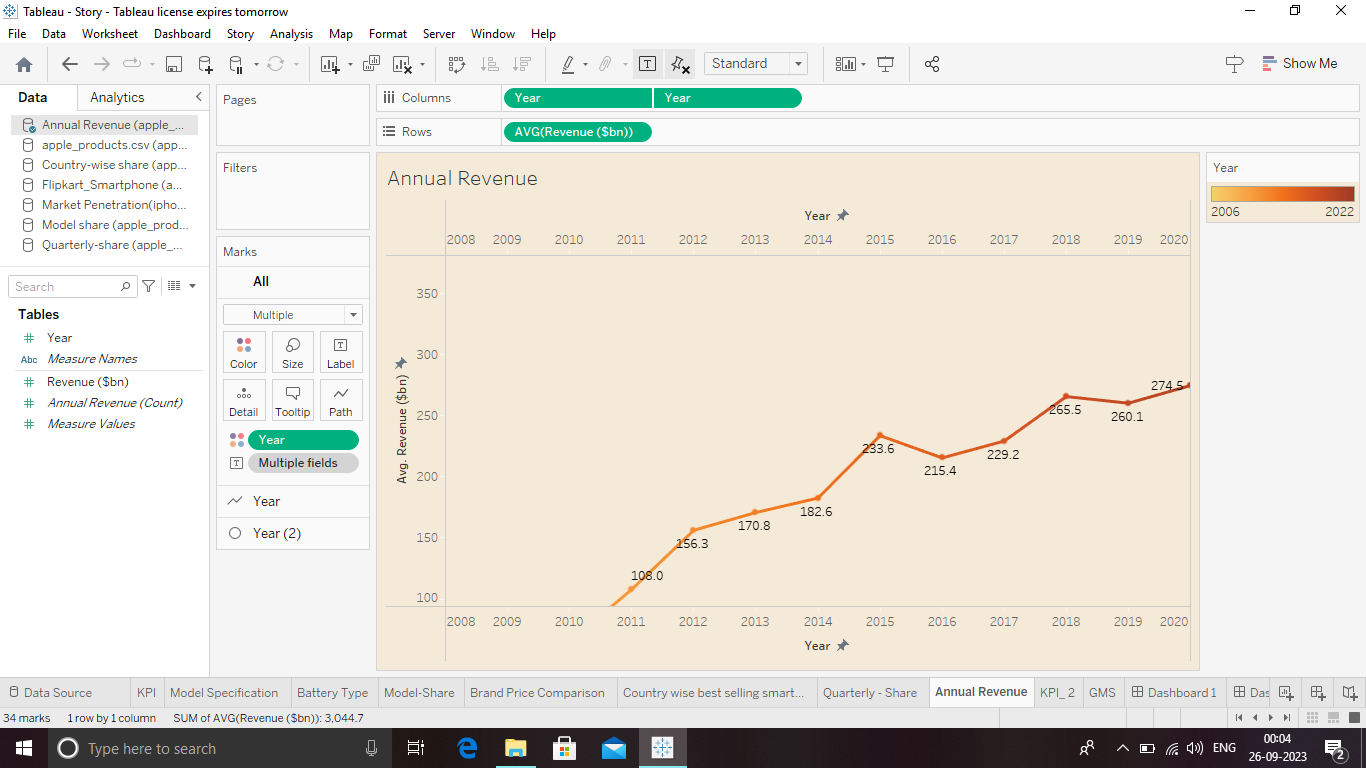 Tableau - Story - Tableau license expires tomorrow
File Data Worksheet Dashboard Story Analysis Map Format Server Window Help
Standard
Show Me
Data Analytics
Annual Revenue (apple_...
apple_products.csv (app...
Country-wise share (app...
Flipkart_Smartphone (a...
Market Penetration(ipho...
Model share (apple_prod...
Quarterly-share (apple_...
Search
Tables
Year
Abc Measure Names
Revenue ($bn)
Annual Revenue (Count)
Measure Values
Pages
Filters
Marks
All
Multiple
Color Size Label
Detail Tooltip Path
Year
Multiple fields
Year
Year (2)
Columns Year Year
Rows AVG(Revenue ($bn))
Annual Revenue
Year
2008 2009 2010 2011 2012 2013 2014 2015 2016 2017 2018 2019 2020
350
300
250
200
150
100
Avg. Revenue ($bn)
108.0
156.3
170.8
182.6
233.6
215.4
229.2
265.5
260.1
274.5
2008 2009 2010 2011 2012 2013 2014 2015 2016 2017 2018 2019 2020
Year
Year
2006 2022
Data Source KPI Model Specification Battery Type Model-Share Brand Price Comparison Country wise best selling smart... Quarterly - Share Annual Revenue KPI_ 2 GMS Dashboard 1 Das
34 marks 1 row by 1 column SUM of AVG(Revenue ($bn)): 3,044.7
Type here to search
ENG
00:04
26-09-2023
2